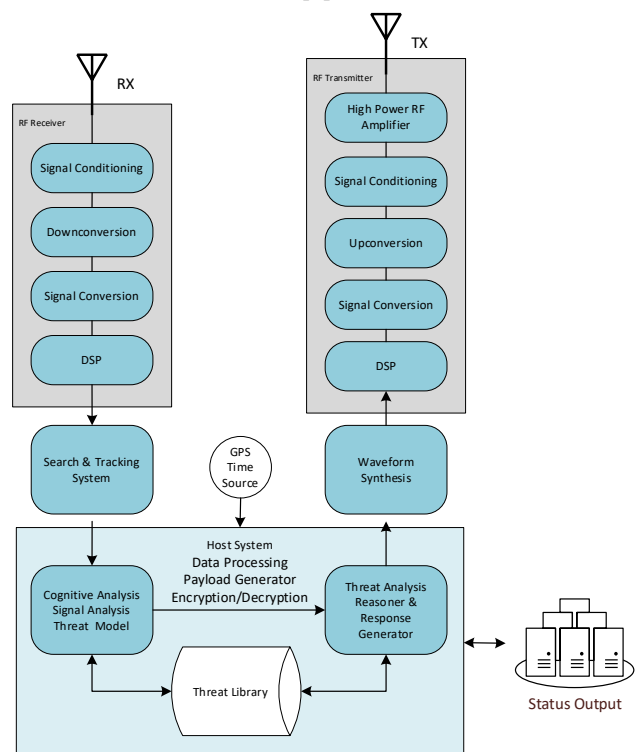 TX
RX
RF Receiver
RF Transmitter
High Power RF
Amplifier
Signal Conditioning
Signal Conditioning
Downconversion
Upconversion
Signal Conversion
Signal Conversion
DSP
DSP
Search & Tracking
System
GPS
Time
Source
Waveform
Synthesis
Host System
Data Processing
Payload Generator
Encryption/Decryption
Cognitive Analysis
Signal Analysis
Threat Model
Threat Analysis
Reasoner &
Response
Generator
Threat Library
Status Output